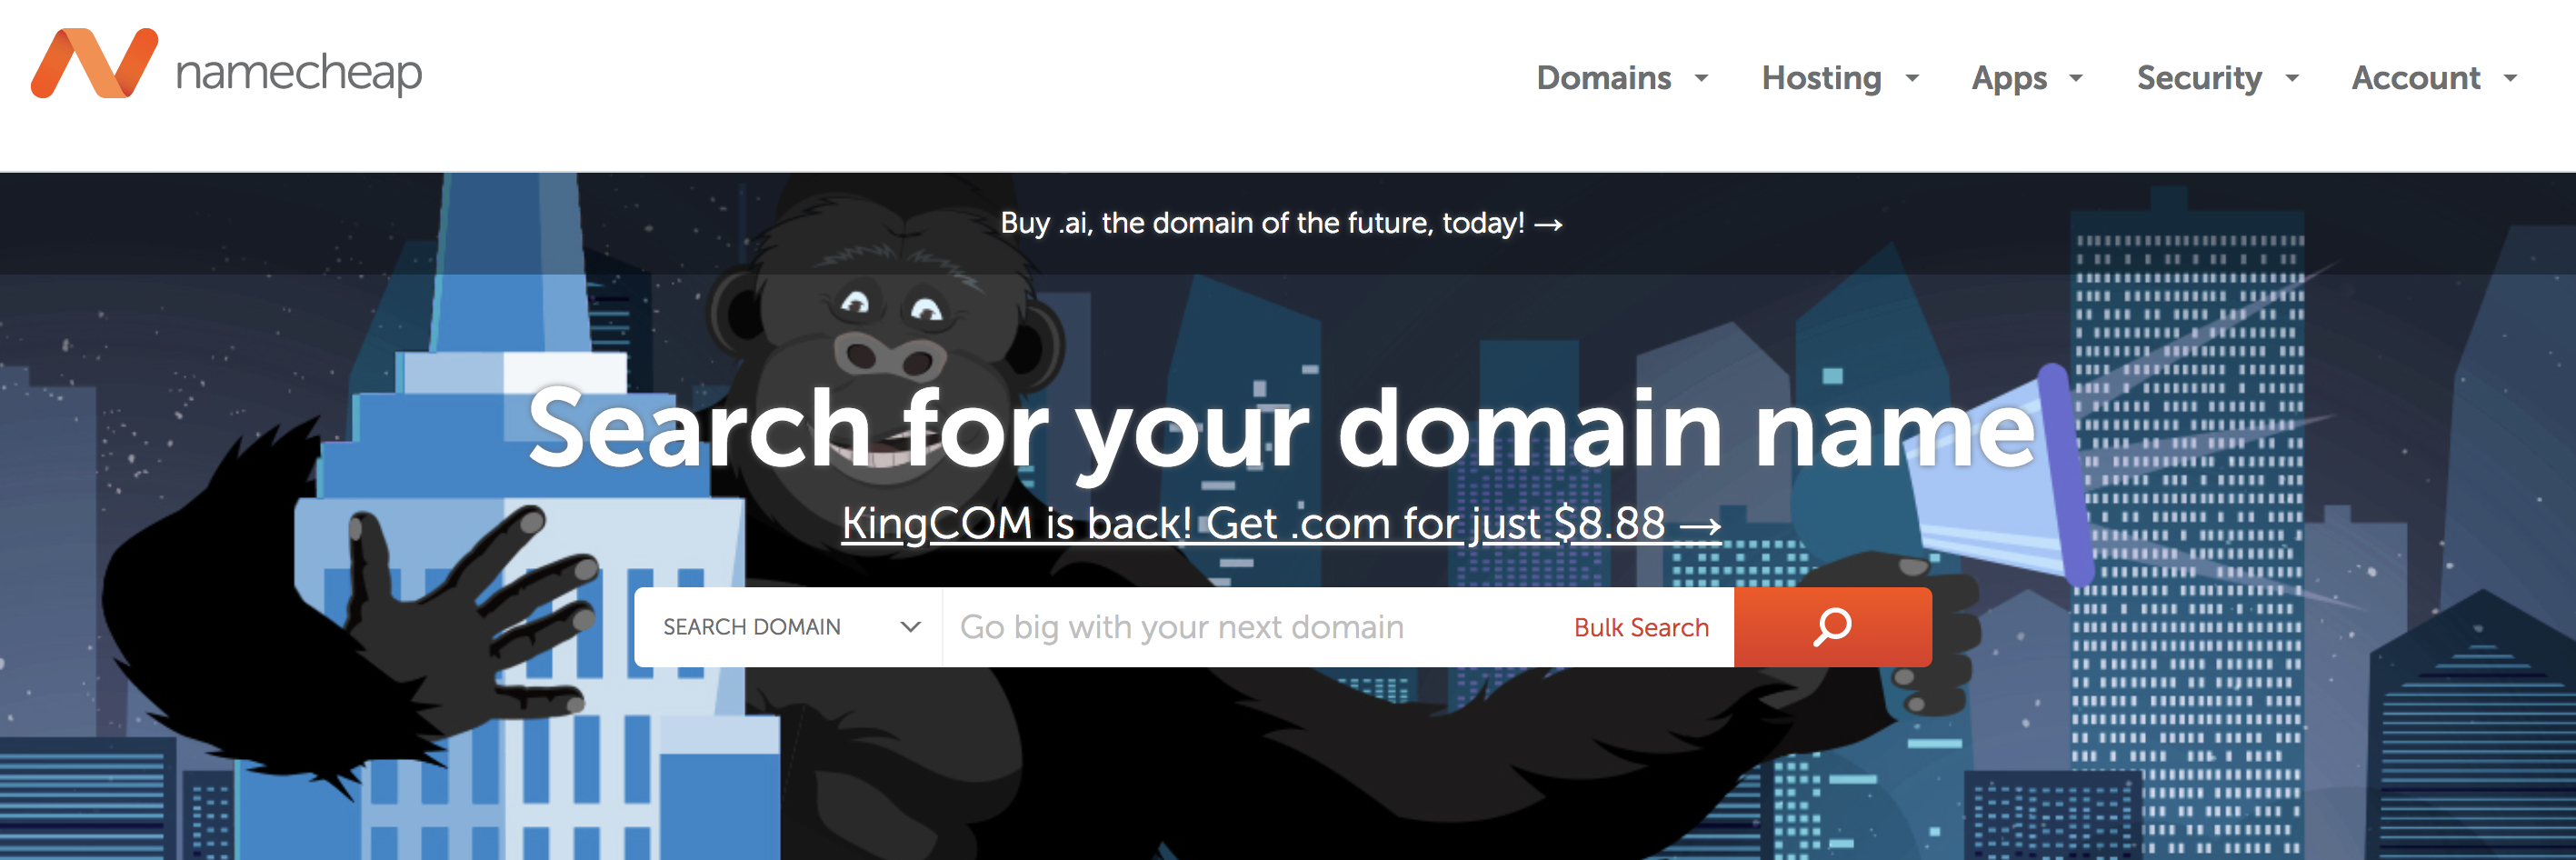 namecheap
Domains Hosting Apps Security Account
Buy .ai, the domain of the future, today! →
Search for your domain name
KingCOM is back! Get .com for just $8.88 →
SEARCH DOMAIN Go big with your next domain Bulk Search